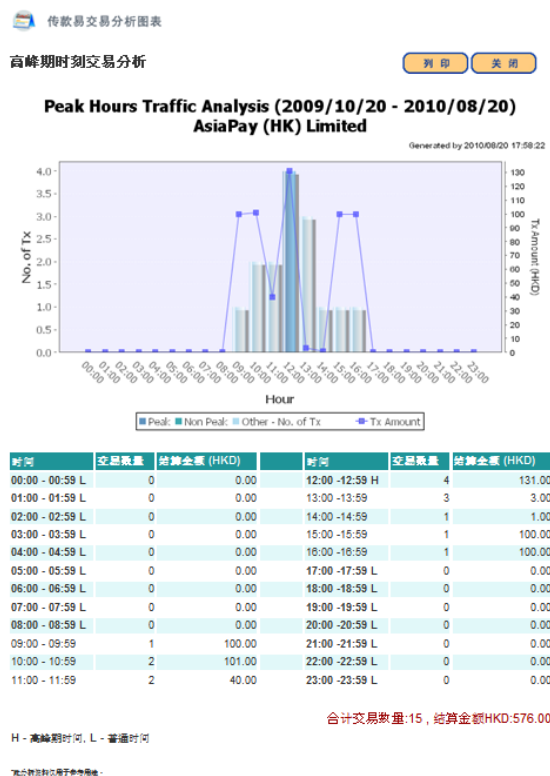 传款易交易分析图表
高峰期时刻交易分析
列 印 关 闭
Peak Hours Traffic Analysis (2009/10/20 - 2010/08/20)
AsiaPay (HK) Limited
Generated by 2010/08/20 17:58:22
No. of Tx
4.0
3.5
3.0
2.5
2.0
1.5
1.0
0.5
0.0
130
120
110
100
90
80
70
60
50
40
30
20
10
0
Tx Amount (HKD)
00:00 01:00 02:00 03:00 04:00 05:00 06:00 07:00 08:00 09:00 10:00 11:00 12:00 13:00 14:00 15:00 16:00 17:00 18:00 19:00 20:00 21:00 22:00 23:00
Hour
Peak Non Peak Other - No. of Tx Tx Amount
时间 交易数量 结算金额 (HKD) 时间 交易数量 结算金额 (HKD)
00:00 - 00:59 L 0 0.00 12:00 -12:59 H 4 131.00
01:00 - 01:59 L 0 0.00 13:00 -13:59 3 3.00
02:00 - 02:59 L 0 0.00 14:00 -14:59 1 1.00
03:00 - 03:59 L 0 0.00 15:00 -15:59 1 100.00
04:00 - 04:59 L 0 0.00 16:00 -16:59 1 100.00
05:00 - 05:59 L 0 0.00 17:00 -17:59 L 0 0.00
06:00 - 06:59 L 0 0.00 18:00 -18:59 L 0 0.00
07:00 - 07:59 L 0 0.00 19:00 -19:59 L 0 0.00
08:00 - 08:59 L 0 0.00 20:00 -20:59 L 0 0.00
09:00 - 09:59 1 100.00 21:00 -21:59 L 0 0.00
10:00 - 10:59 2 101.00 22:00 -22:59 L 0 0.00
11:00 - 11:59 2 40.00 23:00 -23:59 L 0 0.00
合计交易数量:15 , 结算金额HKD:576.00
H - 高峰期时间, L - 普通时间